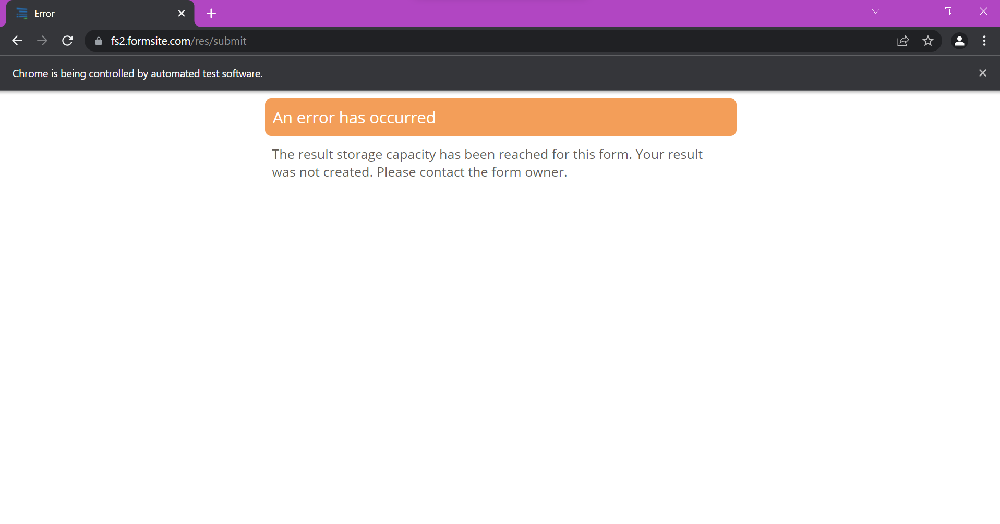 Error
fs2.formsite.com/res/submit
Chrome is being controlled by automated test software.
An error has occurred
The result storage capacity has been reached for this form. Your result
was not created. Please contact the form owner.